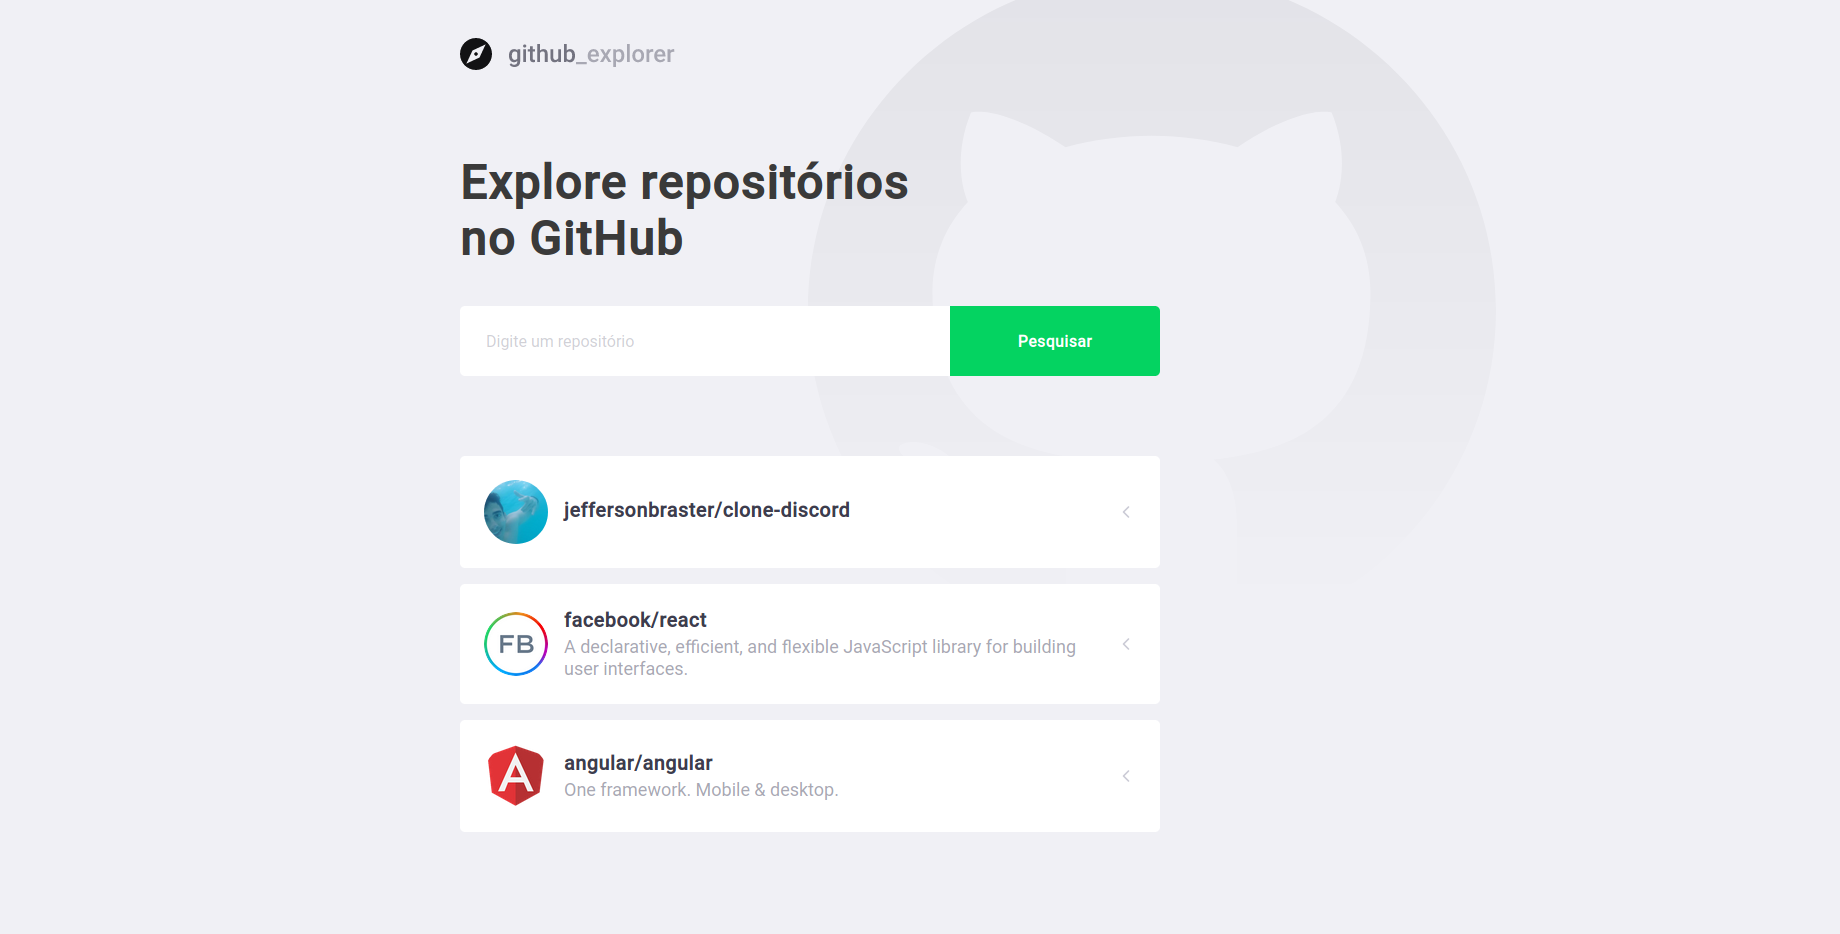 github_explorer
Explore repositórios
no GitHub
Digite um repositório
Pesquisar
jeffersonbraster/clone-discord
FB
facebook/react
A declarative, efficient, and flexible JavaScript library for building
user interfaces.
A
angular/angular
One framework. Mobile & desktop.